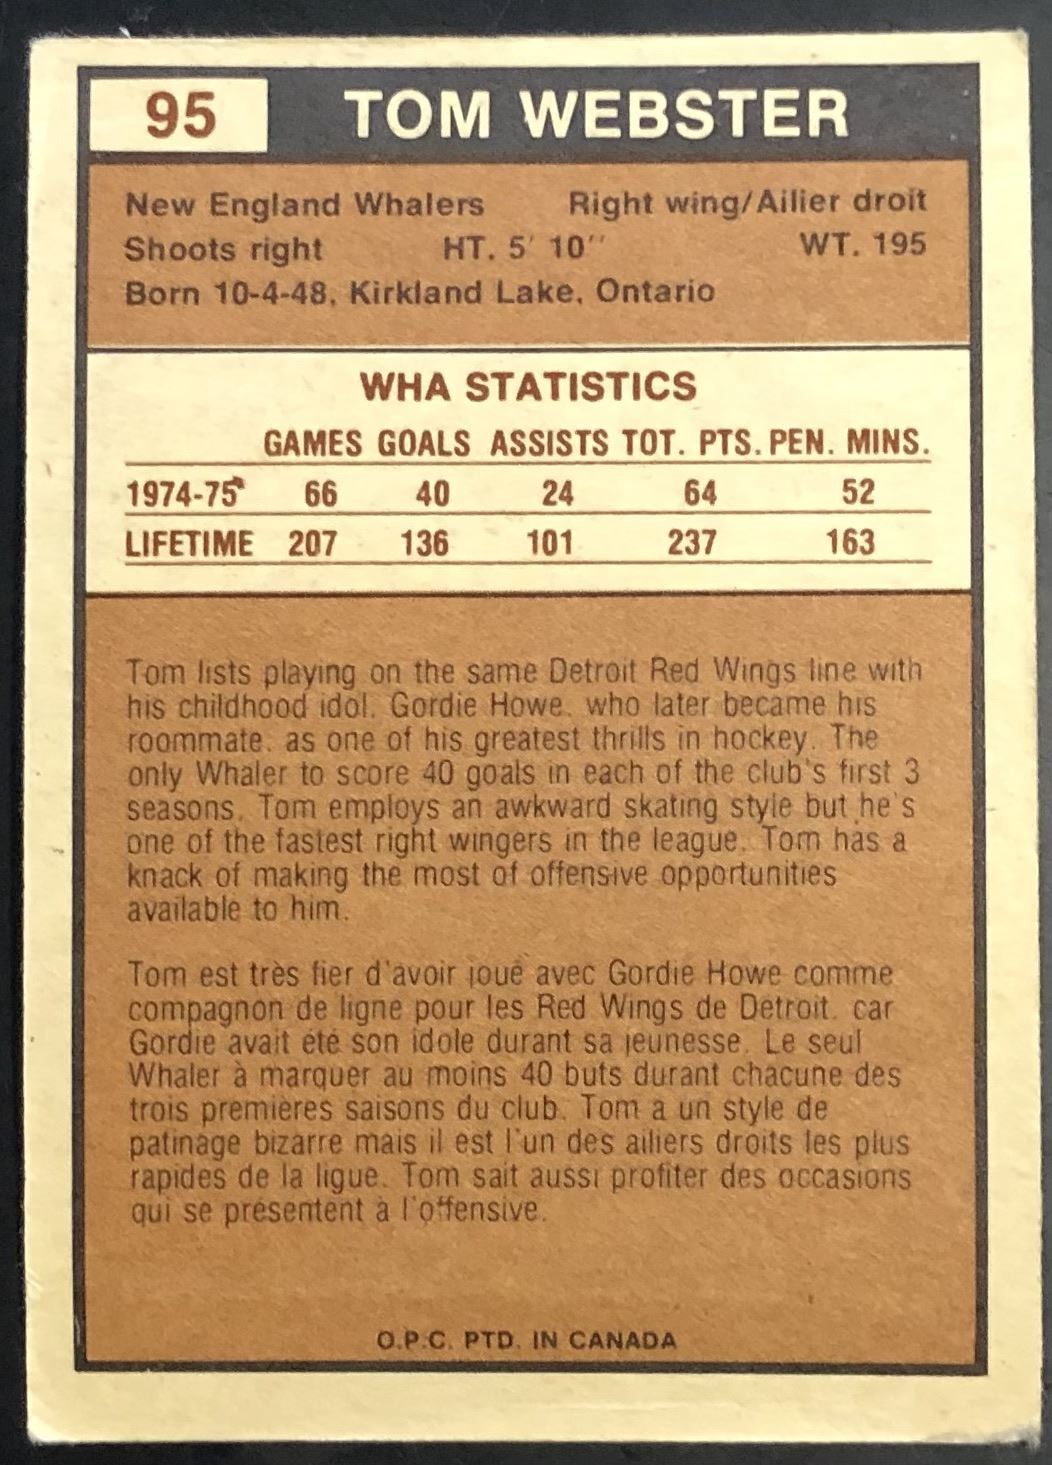 95 TOM WEBSTER
New England Whalers Right wing/Ailier droit
Shoots right HT. 5' 10'' WT. 195
Born 10-4-48, Kirkland Lake, Ontario
WHA STATISTICS
GAMES GOALS ASSISTS TOT. PTS. PEN. MINS.
1974-75 66 40 24 64 52
LIFETIME 207 136 101 237 163
Tom lists playing on the same Detroit Red Wings line with
his childhood idol, Gordie Howe, who later became his
roommate, as one of his greatest thrills in hockey. The
only Whaler to score 40 goals in each of the club's first 3
seasons, Tom employs an awkward skating style but he's
one of the fastest right wingers in the league. Tom has a
knack of making the most of offensive opportunities
available to him.
Tom est très fier d'avoir joué avec Gordie Howe comme
compagnon de ligne pour les Red Wings de Detroit, car
Gordie avait été son idole durant sa jeunesse. Le seul
Whaler à marquer au moins 40 buts durant chacune des
trois premières saisons du club, Tom a un style de
patinage bizarre mais il est l'un des ailiers droits les plus
rapides de la ligue. Tom sait aussi profiter des occasions
qui se présentent à l'offensive.
O.P.C. PTD. IN CANADA